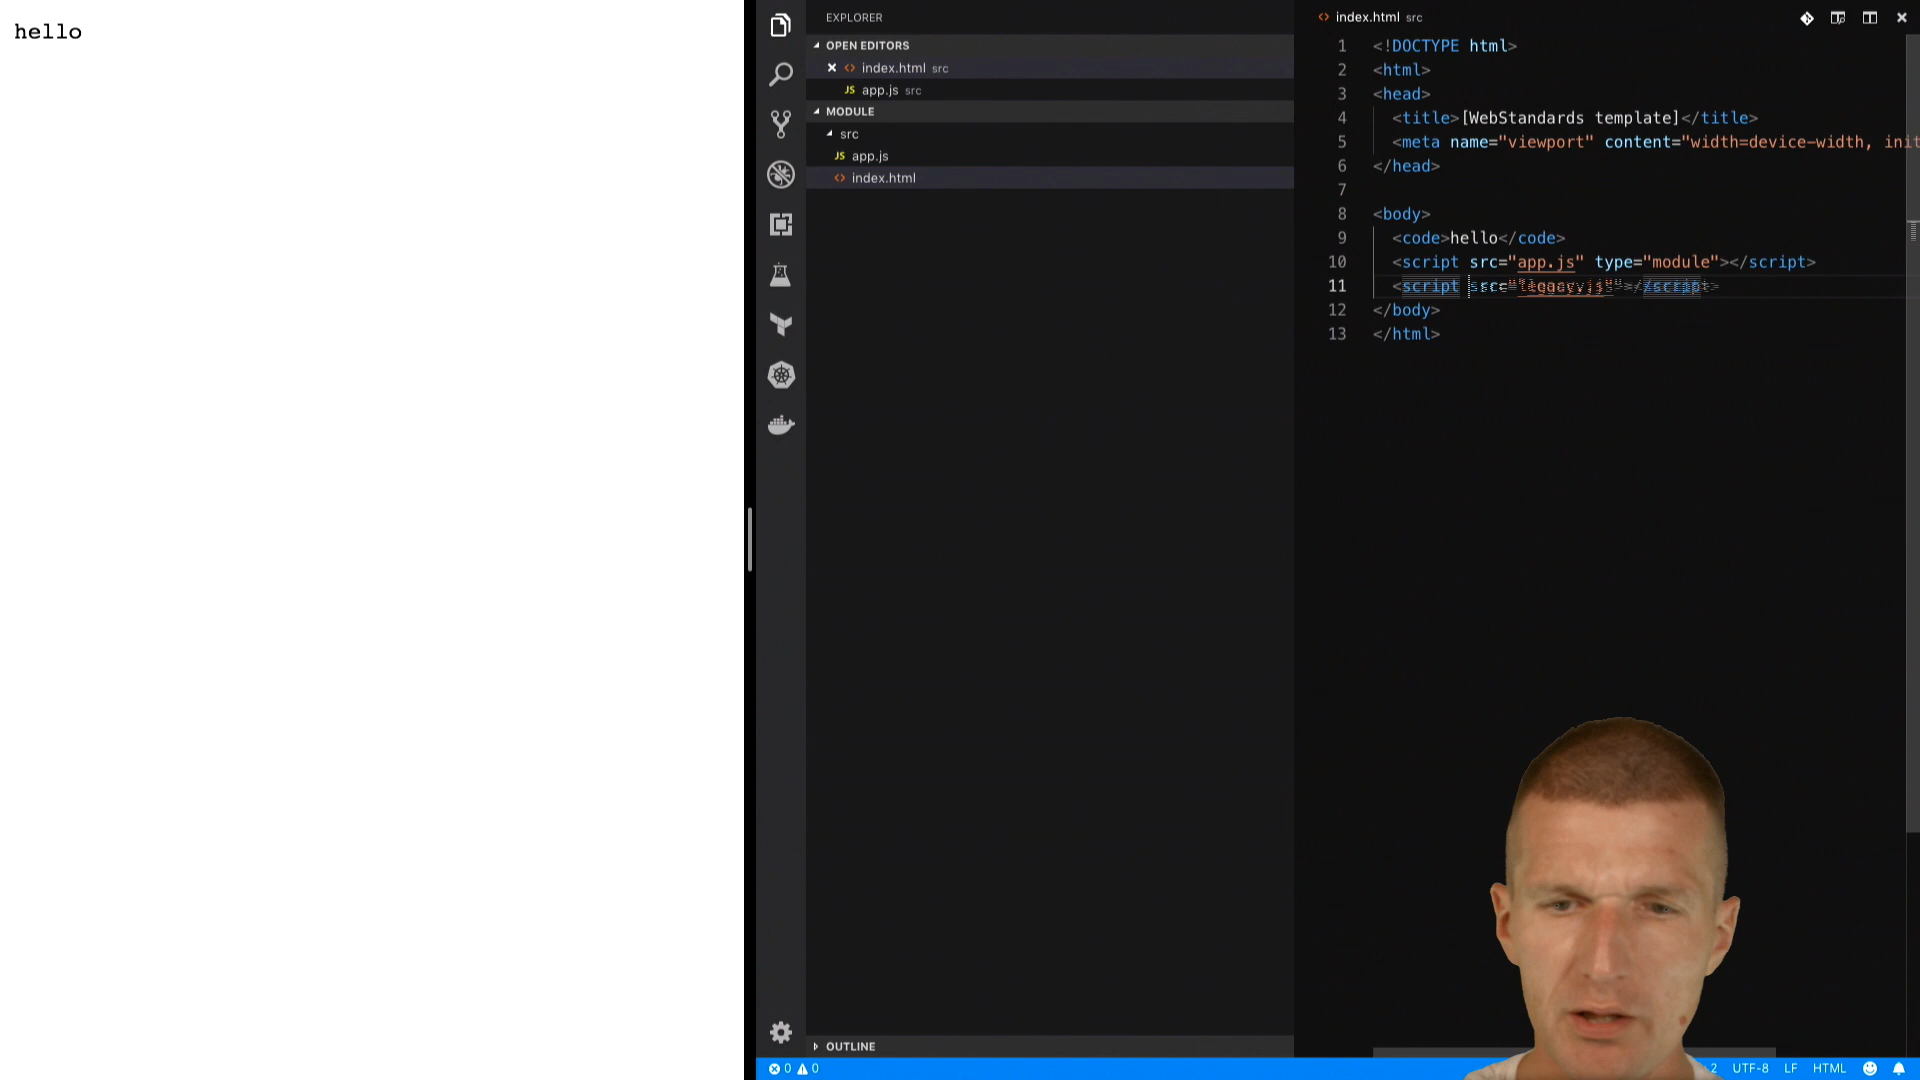 hello
EXPLORER
OPEN EDITORS
index.html src
JS app.js src
MODULE
src
JS app.js
index.html
OUTLINE
0 0
index.html src
1 <!DOCTYPE html>
2 <html>
3 <head>
4 <title>[WebStandards template]</title>
5 <meta name="viewport" content="width=device-width, init
6 </head>
7
8 <body>
9 <code>hello</code>
10 <script src="app.js" type="module"></script>
11 <script
12 </body>
13 </html>
2 UTF-8 LF HTML